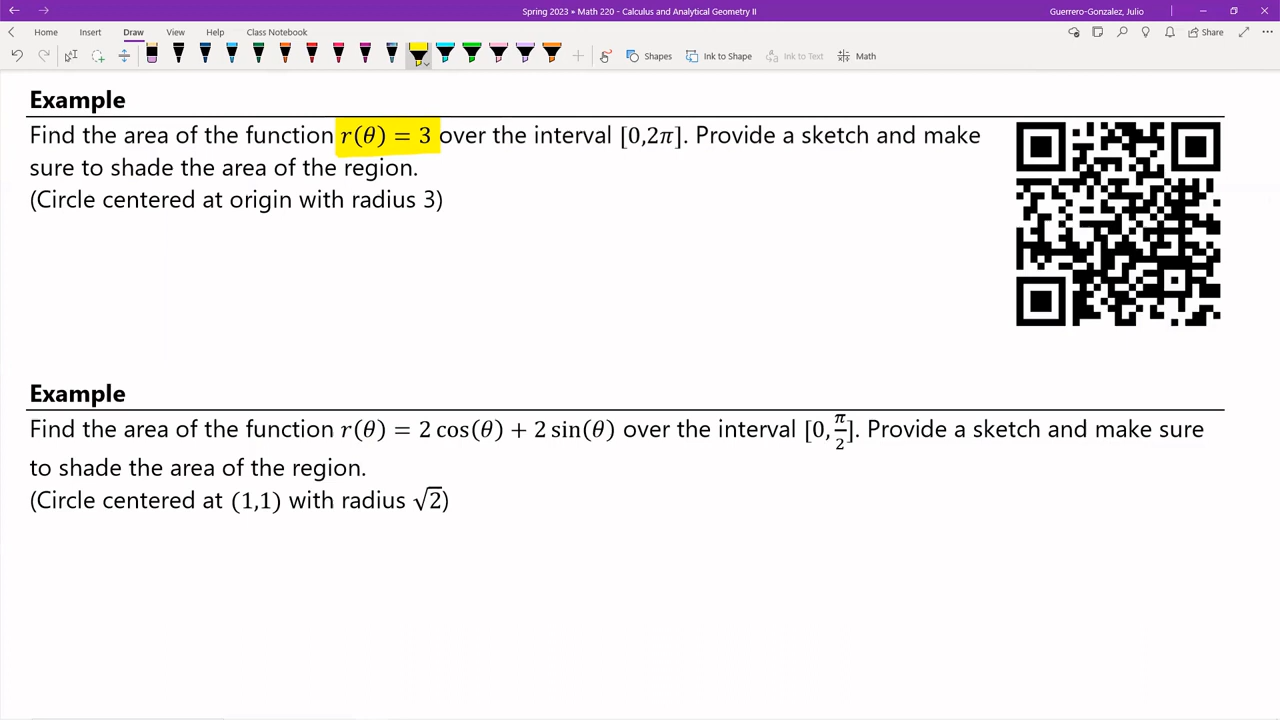 Spring 2023 » Math 220 - Calculus and Analytical Geometry II
Guerrero-Gonzalez, Julio
Home Insert Draw View Help Class Notebook
Share
Shapes Ink to Shape Ink to Text Math
Example
Find the area of the function r(θ) = 3 over the interval [0,2π]. Provide a sketch and make
sure to shade the area of the region.
(Circle centered at origin with radius 3)
Example
Find the area of the function r(θ) = 2 cos(θ) + 2 sin(θ) over the interval [0, π/2]. Provide a sketch and make sure
to shade the area of the region.
(Circle centered at (1,1) with radius √2)